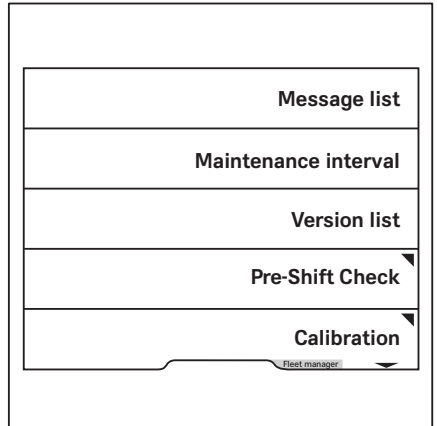 Message list
Maintenance interval
Version list
Pre-Shift Check
Calibration
Fleet manager